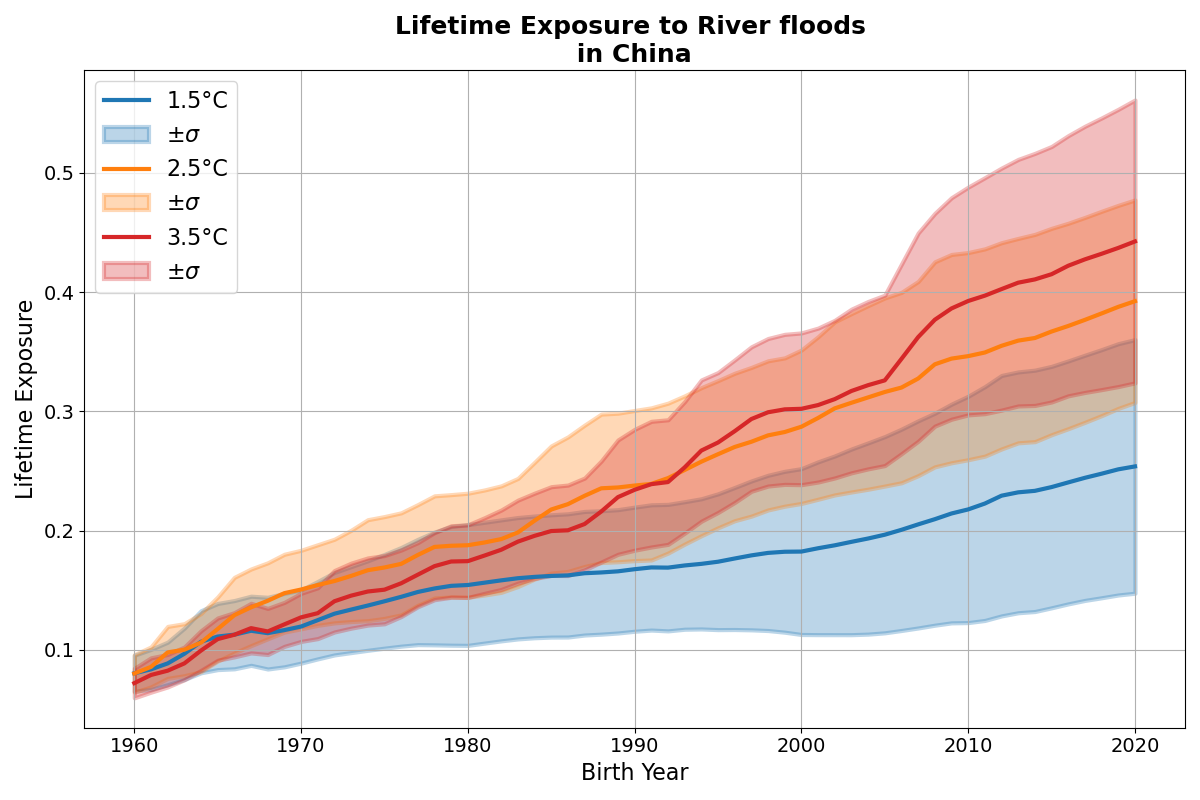 Lifetime Exposure to River floods
in China
1.5°C
±σ
2.5°C
±σ
3.5°C
±σ
Lifetime Exposure
0.5
0.4
0.3
0.2
0.1
1960 1970 1980 1990 2000 2010 2020
Birth Year